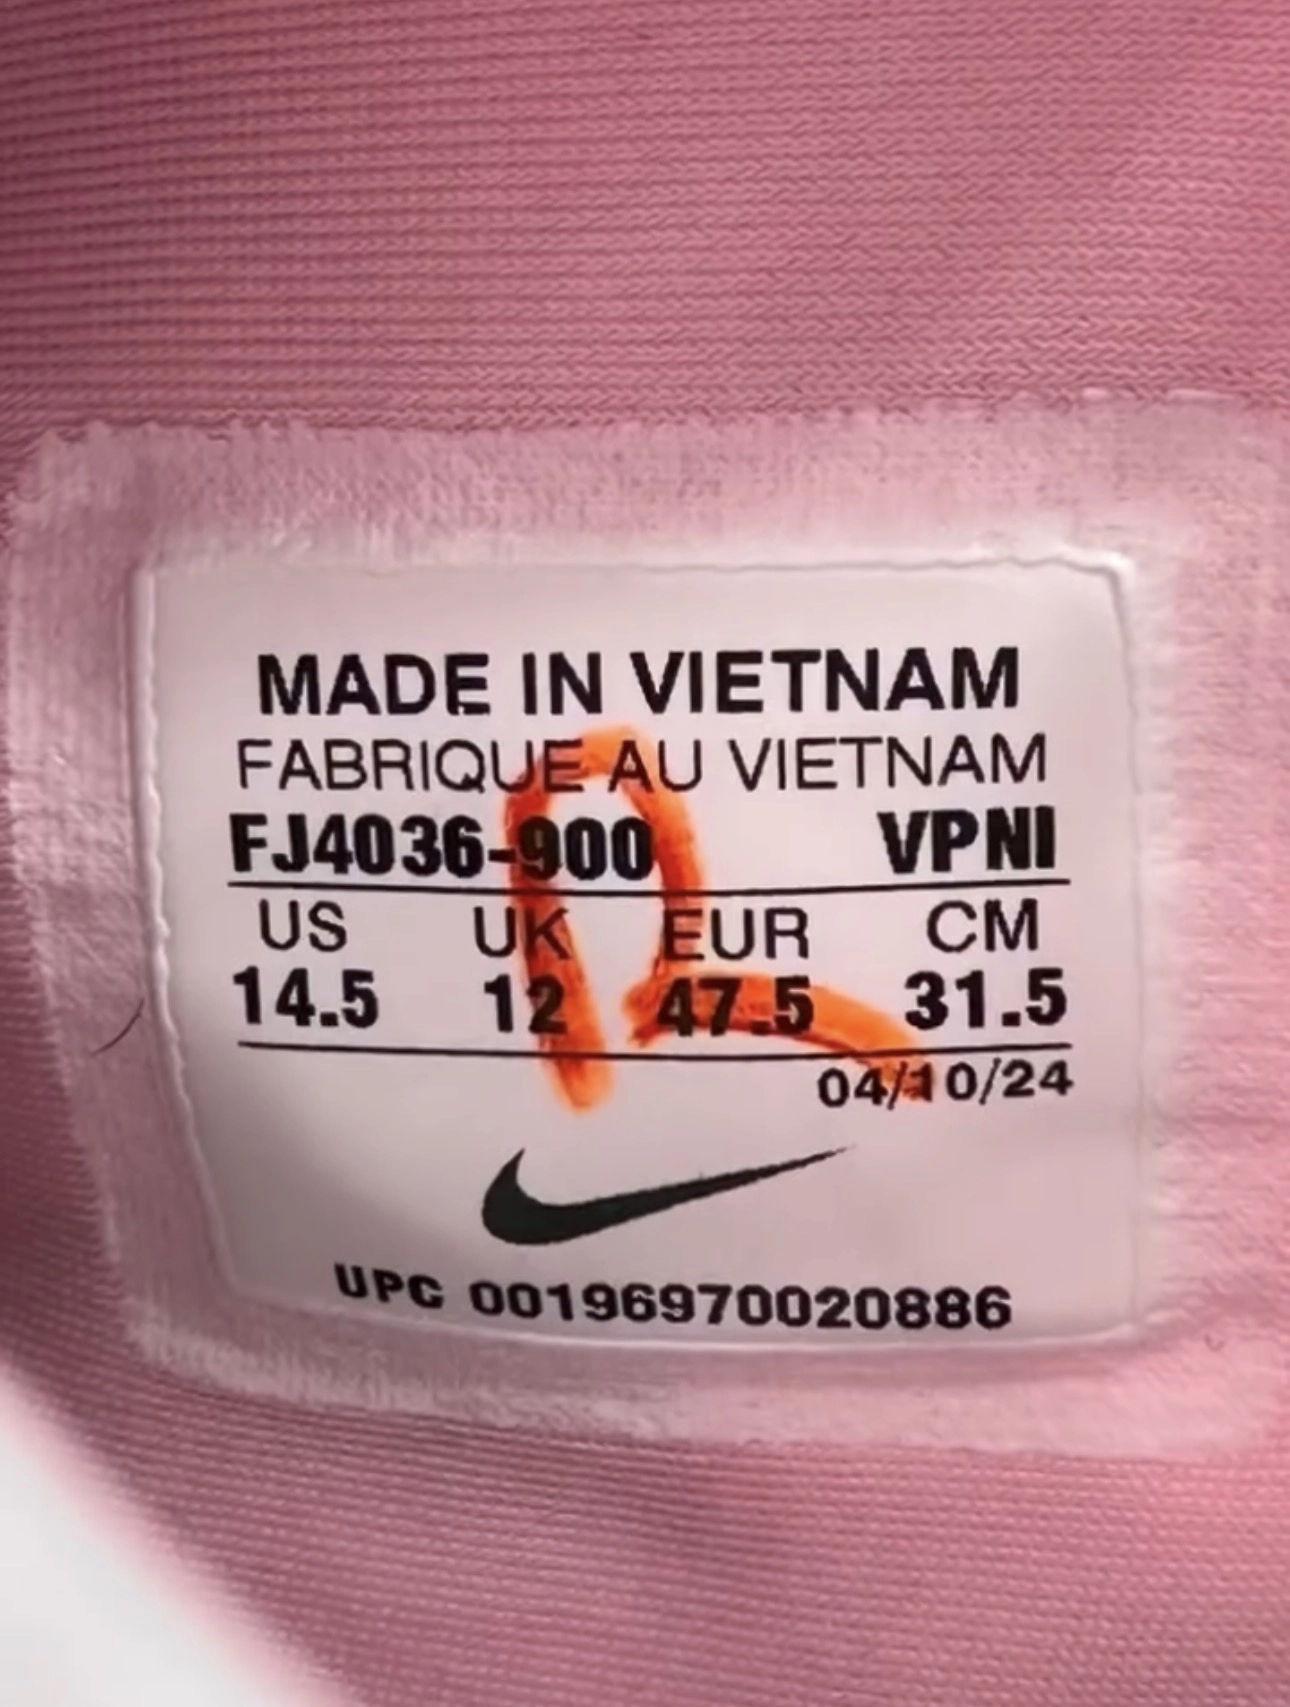 MADE IN VIETNAM
FABRIQUE AU VIETNAM
FJ4036-900 VPNI
US UK EUR CM
14.5 12 47.5 31.5
04/10/24
UPC 00196970020886